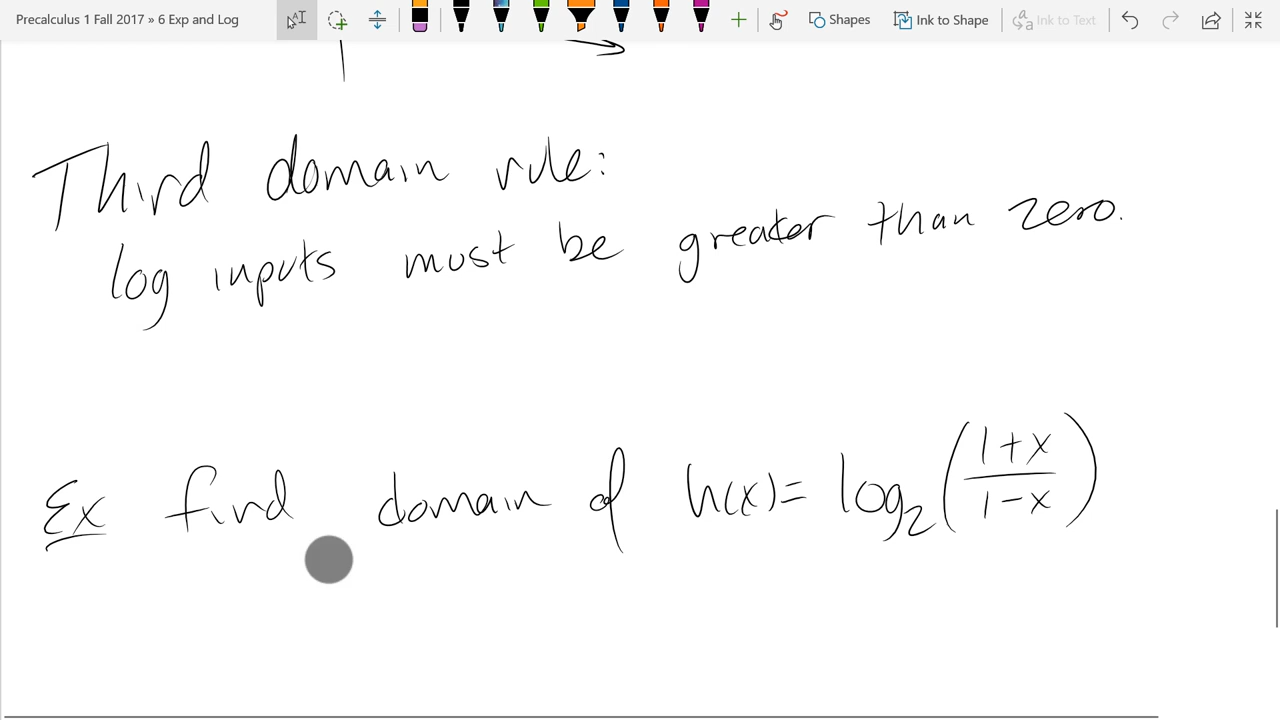 Precalculus 1 Fall 2017 » 6 Exp and Log
Shapes
Ink to Shape
Ink to Text
Third domain rule:
log inputs must be greater than zero.
Ex find domain of h(x) = log₂((1+x)/(1-x))